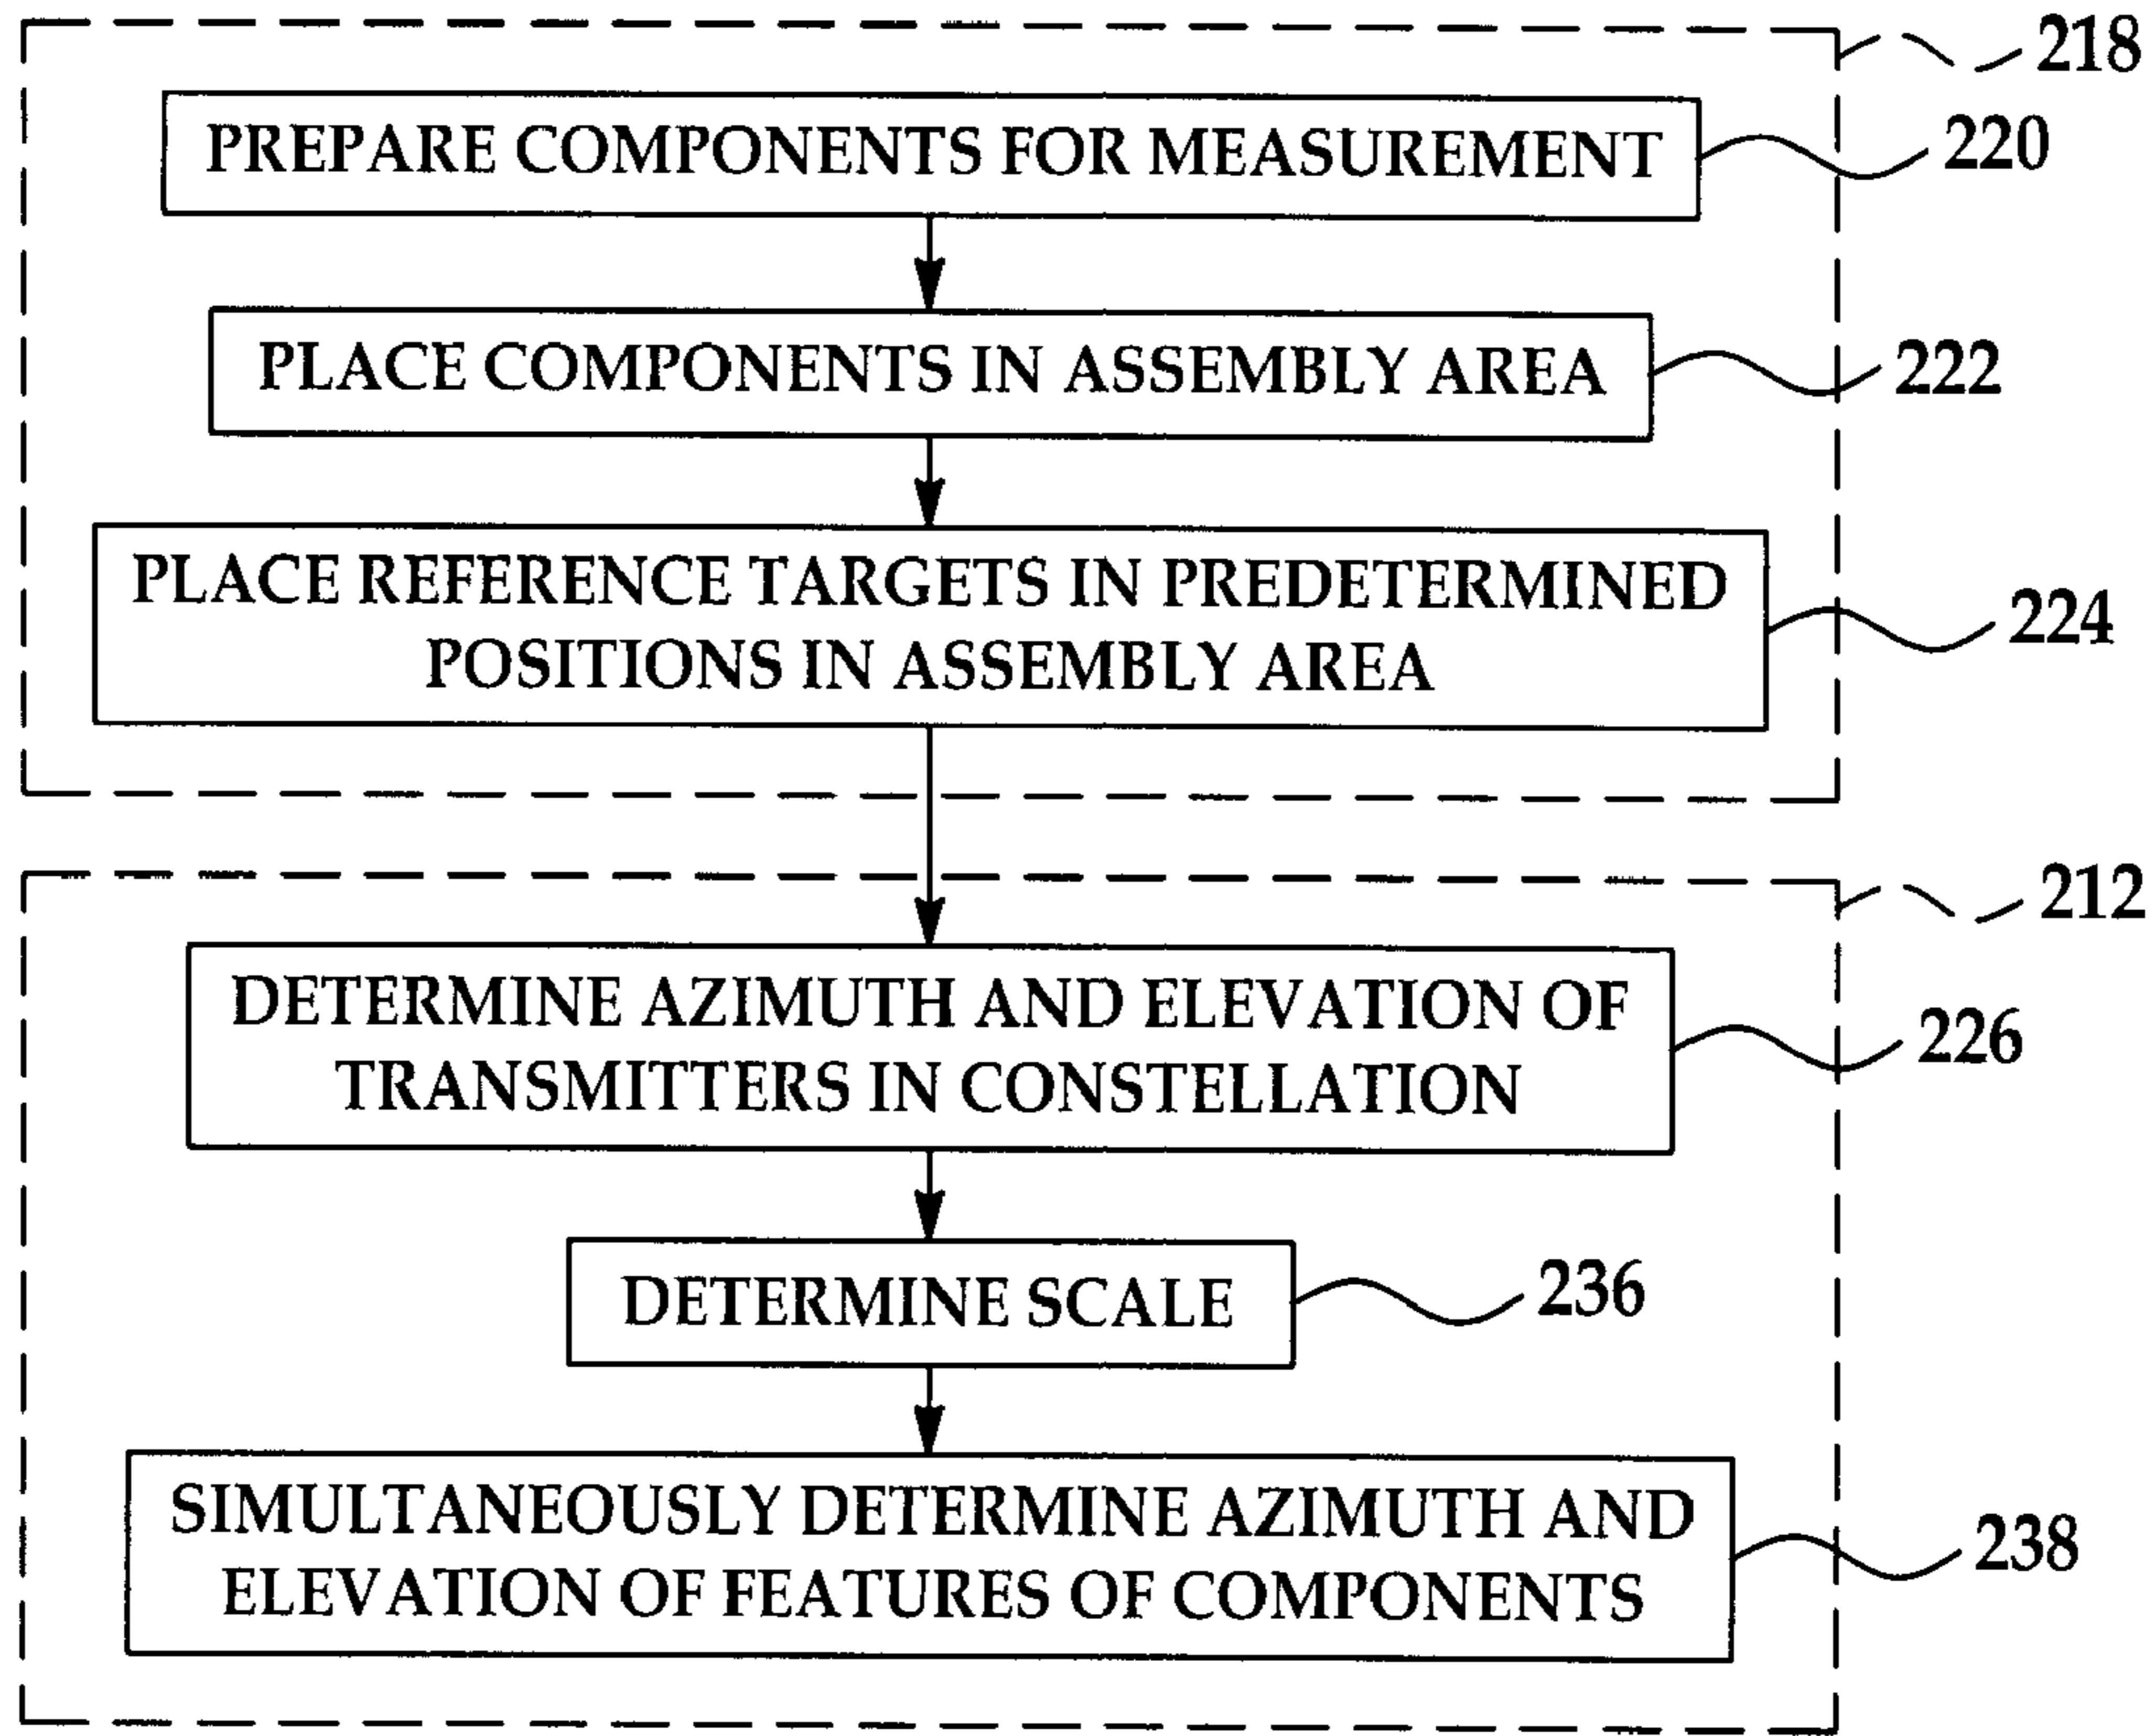 218
PREPARE COMPONENTS FOR MEASUREMENT
220
PLACE COMPONENTS IN ASSEMBLY AREA
222
PLACE REFERENCE TARGETS IN PREDETERMINED
POSITIONS IN ASSEMBLY AREA
224
212
DETERMINE AZIMUTH AND ELEVATION OF
TRANSMITTERS IN CONSTELLATION
226
DETERMINE SCALE
236
SIMULTANEOUSLY DETERMINE AZIMUTH AND
ELEVATION OF FEATURES OF COMPONENTS
238